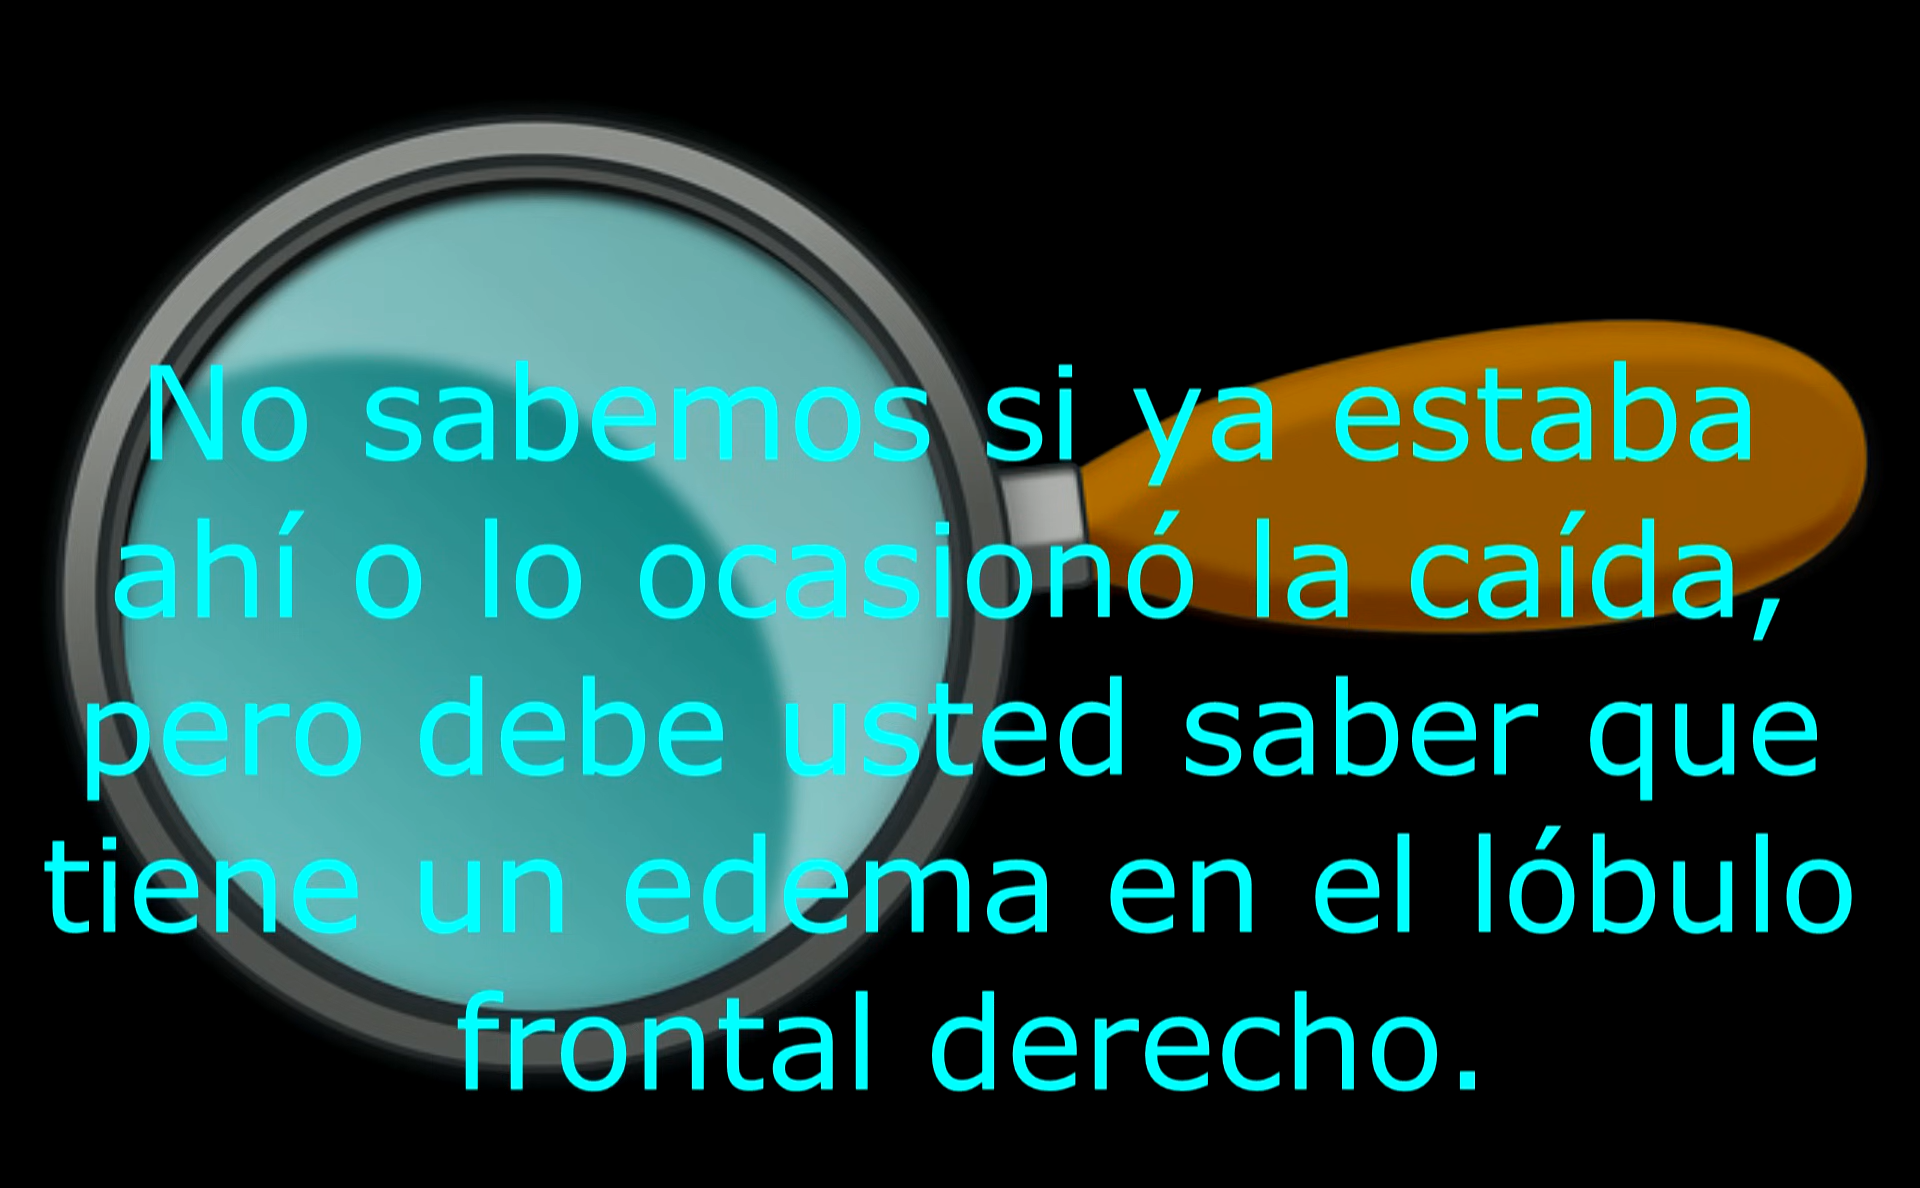 No sabemos si ya estaba
ahí o lo ocasionó la caída,
pero debe usted saber que
tiene un edema en el lóbulo
frontal derecho.